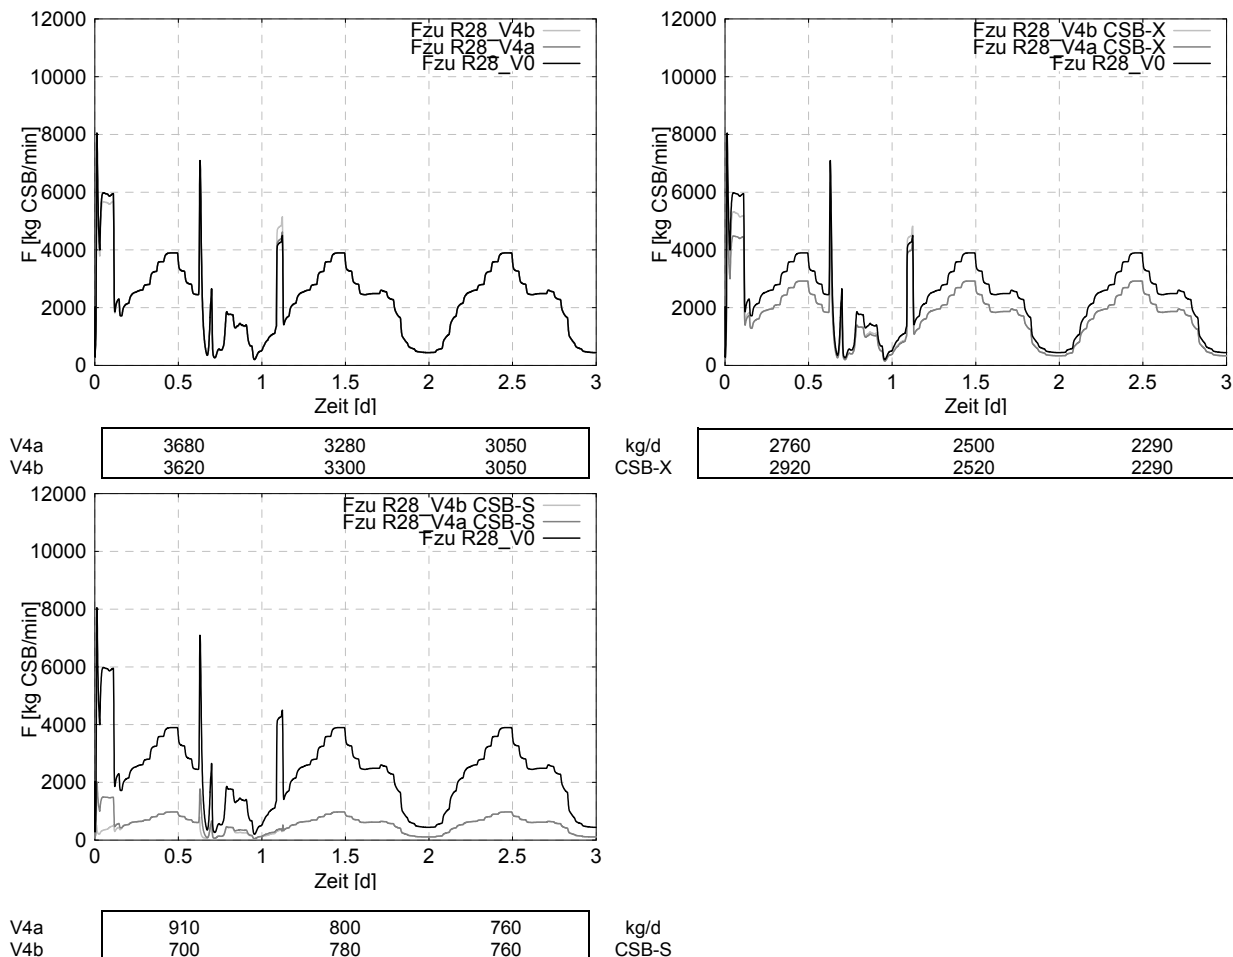 12000
10000
8000
6000
4000
2000
0
F [kg CSB/min]
Fzu R28_V4b
Fzu R28_V4a
Fzu R28_V0
0 0.5 1 1.5 2 2.5 3
Zeit [d]
12000
10000
8000
6000
4000
2000
0
F [kg CSB/min]
Fzu R28_V4b CSB-X
Fzu R28_V4a CSB-X
Fzu R28_V0
0 0.5 1 1.5 2 2.5 3
Zeit [d]
V4a 3680 3280 3050 kg/d 2760 2500 2290
V4b 3620 3300 3050 CSB-X 2920 2520 2290
12000
10000
8000
6000
4000
2000
0
F [kg CSB/min]
Fzu R28_V4b CSB-S
Fzu R28_V4a CSB-S
Fzu R28_V0
0 0.5 1 1.5 2 2.5 3
Zeit [d]
V4a 910 800 760 kg/d
V4b 700 780 760 CSB-S